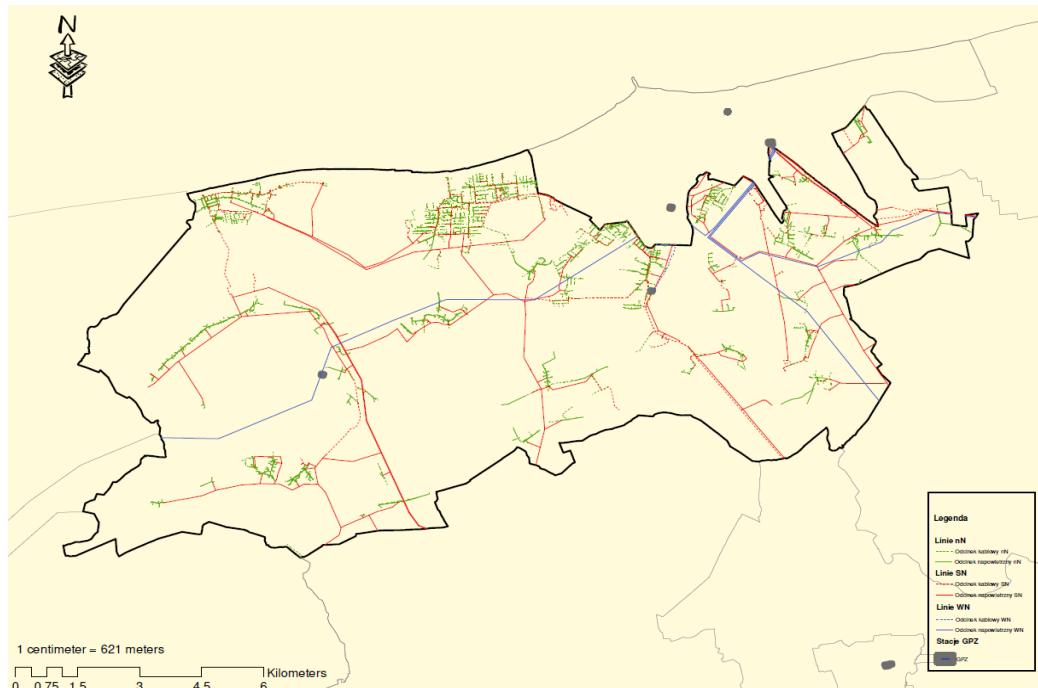 N
Legenda
Linie nN
Odcinek kablowy nN
Odcinek napowietrzny nN
Linie SN
Odcinek kablowy SN
Odcinek napowietrzny SN
Linie WN
Odcinek kablowy WN
Odcinek napowietrzny WN
Stacje GPZ
GPZ
1 centimeter = 621 meters
Kilometers
0 0.75 1.5 3 4.5 6